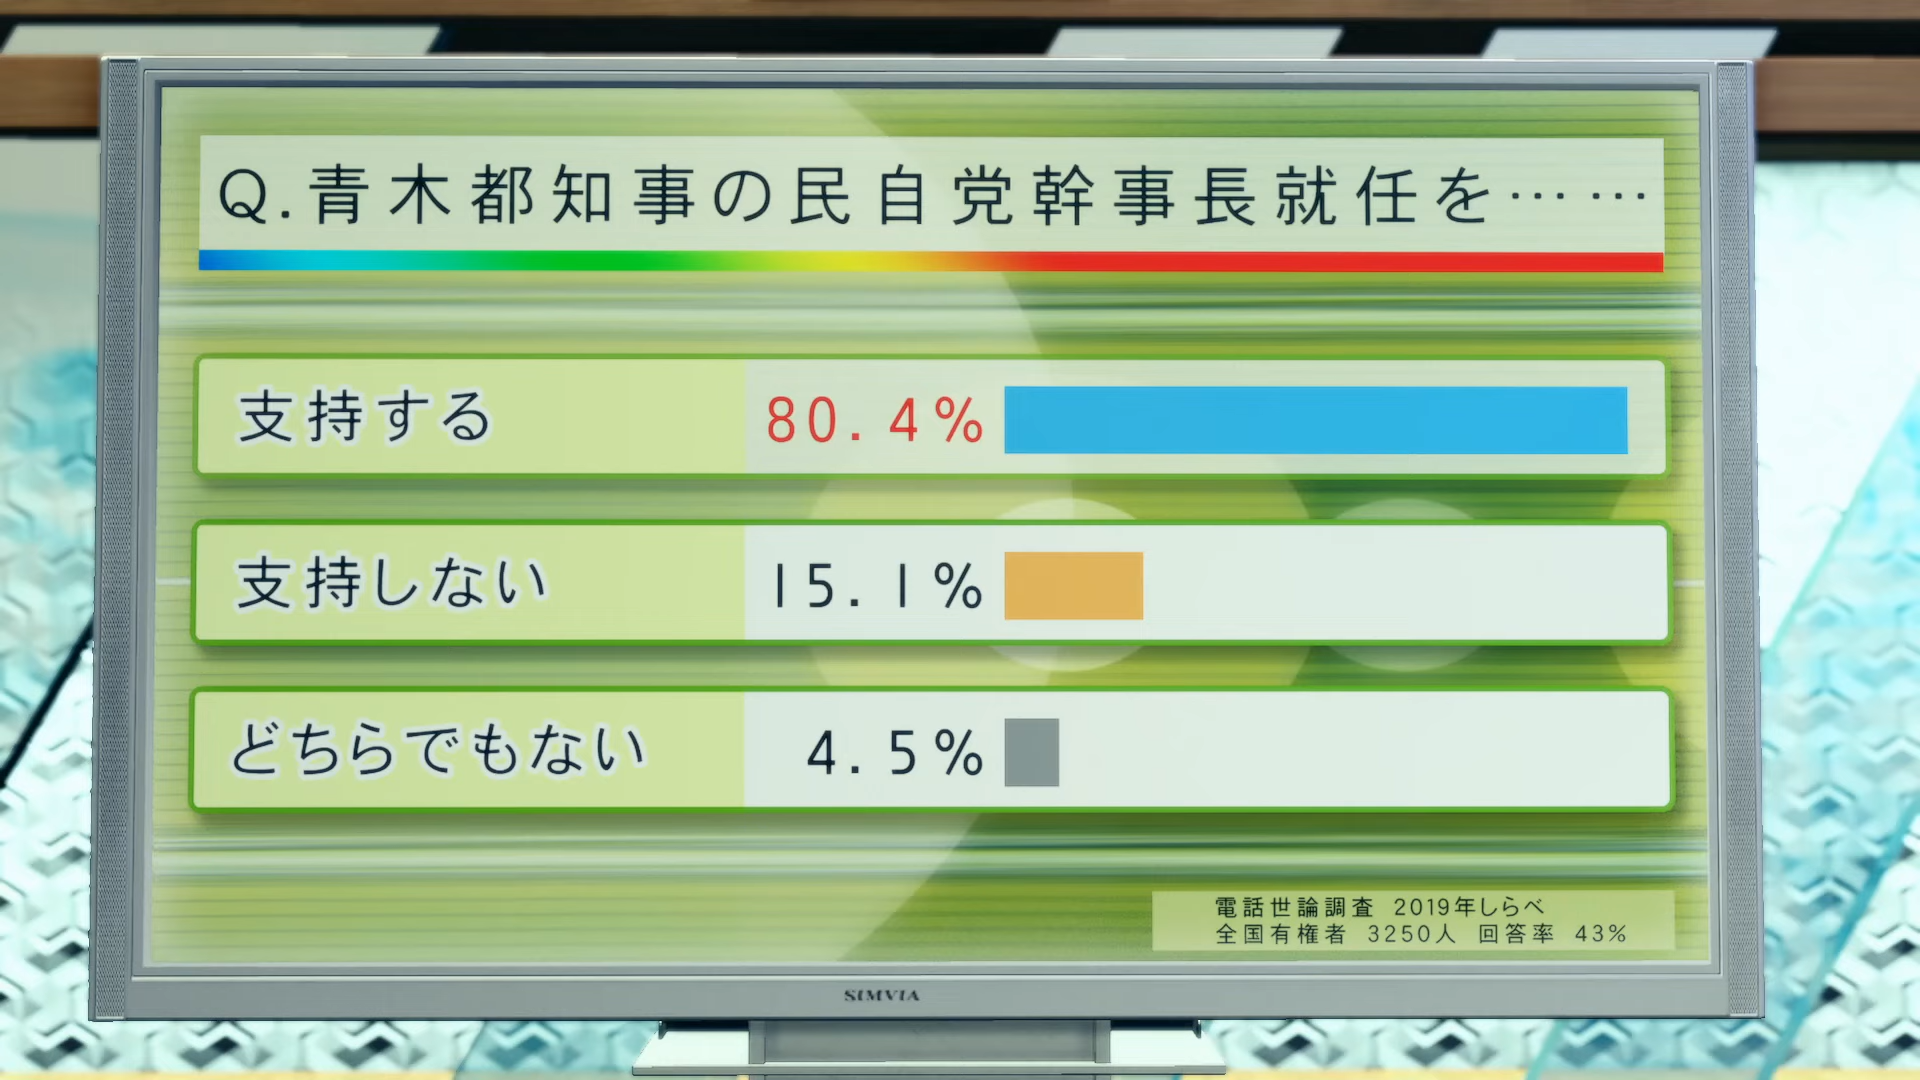 Q.青木都知事の民自党幹事長就任を……
支持する 80.4%
支持しない 15.1%
どちらでもない 4.5%
電話世論調査 2019年しらべ
全国有権者 3250人 回答率 43%
SIMVIA